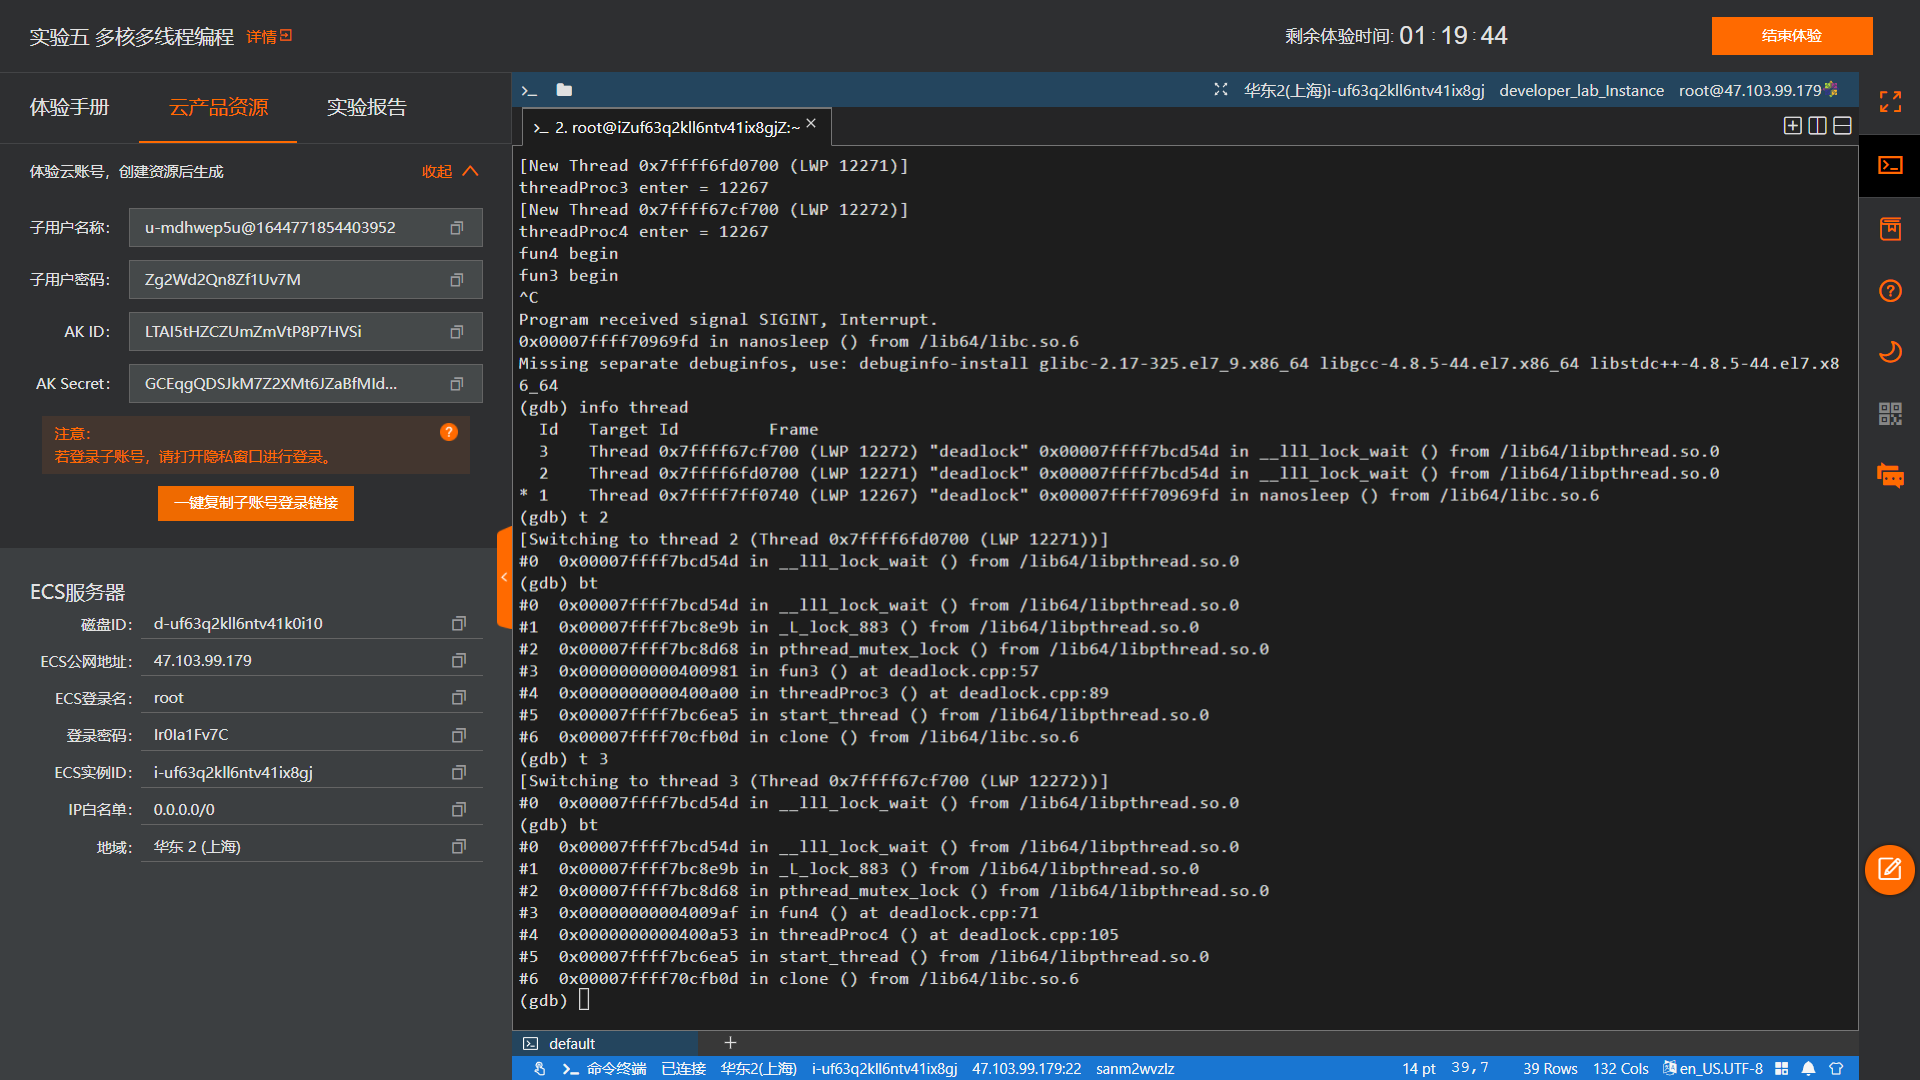 实验五 多核多线程编程 详情
剩余体验时间: 01 : 19 : 44
结束体验
体验手册 云产品资源 实验报告
体验云账号，创建资源后生成 收起
子用户名称： u-mdhwep5u@1644771854403952
子用户密码： Zg2Wd2Qn8Zf1Uv7M
AK ID： LTAI5tHZCZUmZmVtP8P7HVSi
AK Secret： GCEqgQDSJkM7Z2XMt6JZaBfMId...
注意：
若登录子账号，请打开隐私窗口进行登录。
一键复制子账号登录链接
ECS服务器
磁盘ID： d-uf63q2kll6ntv41k0i10
ECS公网地址： 47.103.99.179
ECS登录名： root
登录密码： Ir0Ia1Fv7C
ECS实例ID： i-uf63q2kll6ntv41ix8gj
IP白名单： 0.0.0.0/0
地域： 华东 2 (上海)
华东2(上海)i-uf63q2kll6ntv41ix8gj developer_lab_Instance root@47.103.99.179
2. root@iZuf63q2kll6ntv41ix8gjZ:~
[New Thread 0x7ffff6fd0700 (LWP 12271)]
threadProc3 enter = 12267
[New Thread 0x7ffff67cf700 (LWP 12272)]
threadProc4 enter = 12267
fun4 begin
fun3 begin
^C
Program received signal SIGINT, Interrupt.
0x00007ffff70969fd in nanosleep () from /lib64/libc.so.6
Missing separate debuginfos, use: debuginfo-install glibc-2.17-325.el7_9.x86_64 libgcc-4.8.5-44.el7.x86_64 libstdc++-4.8.5-44.el7.x8
6_64
(gdb) info thread
Id Target Id Frame
3 Thread 0x7ffff67cf700 (LWP 12272) "deadlock" 0x00007ffff7bcd54d in __lll_lock_wait () from /lib64/libpthread.so.0
2 Thread 0x7ffff6fd0700 (LWP 12271) "deadlock" 0x00007ffff7bcd54d in __lll_lock_wait () from /lib64/libpthread.so.0
* 1 Thread 0x7ffff7ff0740 (LWP 12267) "deadlock" 0x00007ffff70969fd in nanosleep () from /lib64/libc.so.6
(gdb) t 2
[Switching to thread 2 (Thread 0x7ffff6fd0700 (LWP 12271))]
#0 0x00007ffff7bcd54d in __lll_lock_wait () from /lib64/libpthread.so.0
(gdb) bt
#0 0x00007ffff7bcd54d in __lll_lock_wait () from /lib64/libpthread.so.0
#1 0x00007ffff7bc8e9b in _L_lock_883 () from /lib64/libpthread.so.0
#2 0x00007ffff7bc8d68 in pthread_mutex_lock () from /lib64/libpthread.so.0
#3 0x0000000000400981 in fun3 () at deadlock.cpp:57
#4 0x0000000000400a00 in threadProc3 () at deadlock.cpp:89
#5 0x00007ffff7bc6ea5 in start_thread () from /lib64/libpthread.so.0
#6 0x00007ffff70cfb0d in clone () from /lib64/libc.so.6
(gdb) t 3
[Switching to thread 3 (Thread 0x7ffff67cf700 (LWP 12272))]
#0 0x00007ffff7bcd54d in __lll_lock_wait () from /lib64/libpthread.so.0
(gdb) bt
#0 0x00007ffff7bcd54d in __lll_lock_wait () from /lib64/libpthread.so.0
#1 0x00007ffff7bc8e9b in _L_lock_883 () from /lib64/libpthread.so.0
#2 0x00007ffff7bc8d68 in pthread_mutex_lock () from /lib64/libpthread.so.0
#3 0x00000000004009af in fun4 () at deadlock.cpp:71
#4 0x0000000000400a53 in threadProc4 () at deadlock.cpp:105
#5 0x00007ffff7bc6ea5 in start_thread () from /lib64/libpthread.so.0
#6 0x00007ffff70cfb0d in clone () from /lib64/libc.so.6
(gdb)
default
命令终端 已连接 华东2(上海) i-uf63q2kll6ntv41ix8gj 47.103.99.179:22 sanm2wvzlz 14 pt 39,7 39 Rows 132 Cols en_US.UTF-8